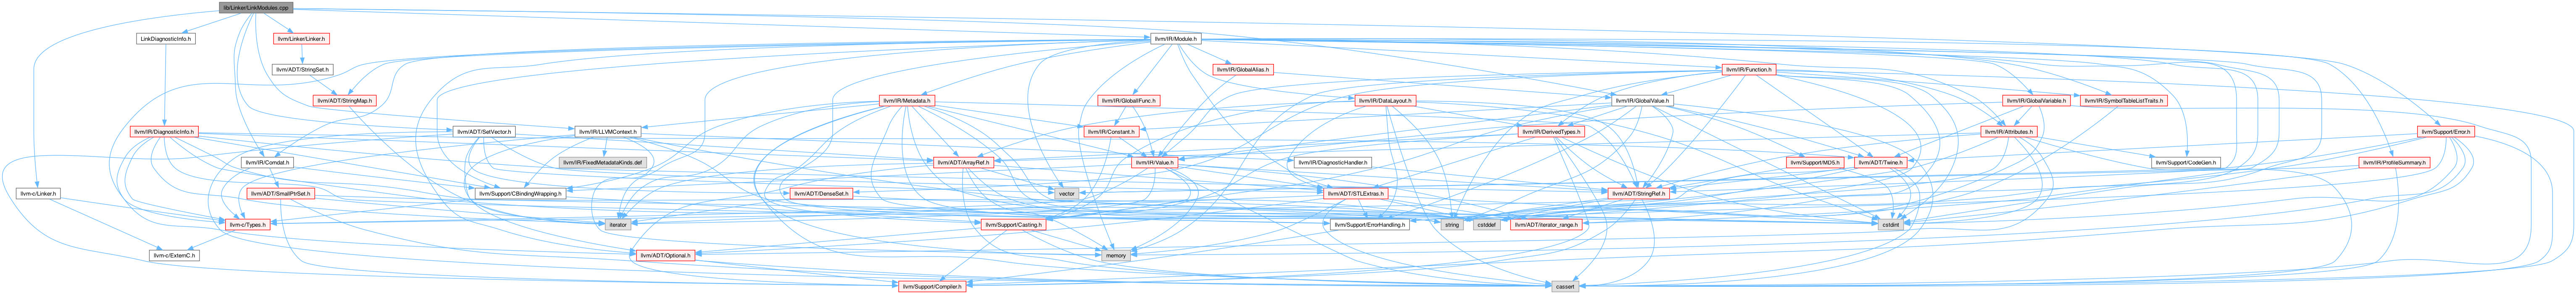 lib/Linker/LinkModules.cpp
LinkDiagnosticInfo.h
llvm/Linker/Linker.h
llvm/IR/Module.h
llvm/ADT/StringSet.h
llvm/IR/GlobalAlias.h
llvm/IR/Function.h
llvm/ADT/StringMap.h
llvm/IR/Metadata.h
llvm/IR/GlobalIFunc.h
llvm/IR/DataLayout.h
llvm/IR/GlobalValue.h
llvm/IR/GlobalVariable.h
llvm/IR/SymbolTableListTraits.h
llvm/IR/DiagnosticInfo.h
llvm/ADT/SetVector.h
llvm/IR/LLVMContext.h
llvm/IR/Constant.h
llvm/IR/DerivedTypes.h
llvm/IR/Attributes.h
llvm/Support/Error.h
llvm/IR/Comdat.h
llvm/IR/FixedMetadataKinds.def
llvm/ADT/ArrayRef.h
llvm/IR/DiagnosticHandler.h
llvm/IR/Value.h
llvm/Support/MD5.h
llvm/ADT/Twine.h
llvm/Support/CodeGen.h
llvm/IR/ProfileSummary.h
llvm-c/Linker.h
llvm/ADT/SmallPtrSet.h
llvm/Support/CBindingWrapping.h
llvm/ADT/DenseSet.h
vector
llvm/ADT/STLExtras.h
llvm/ADT/StringRef.h
llvm-c/Types.h
iterator
llvm/Support/Casting.h
llvm/Support/ErrorHandling.h
string
cstddef
llvm/ADT/iterator_range.h
cstdint
llvm-c/ExternC.h
llvm/ADT/Optional.h
memory
llvm/Support/Compiler.h
cassert